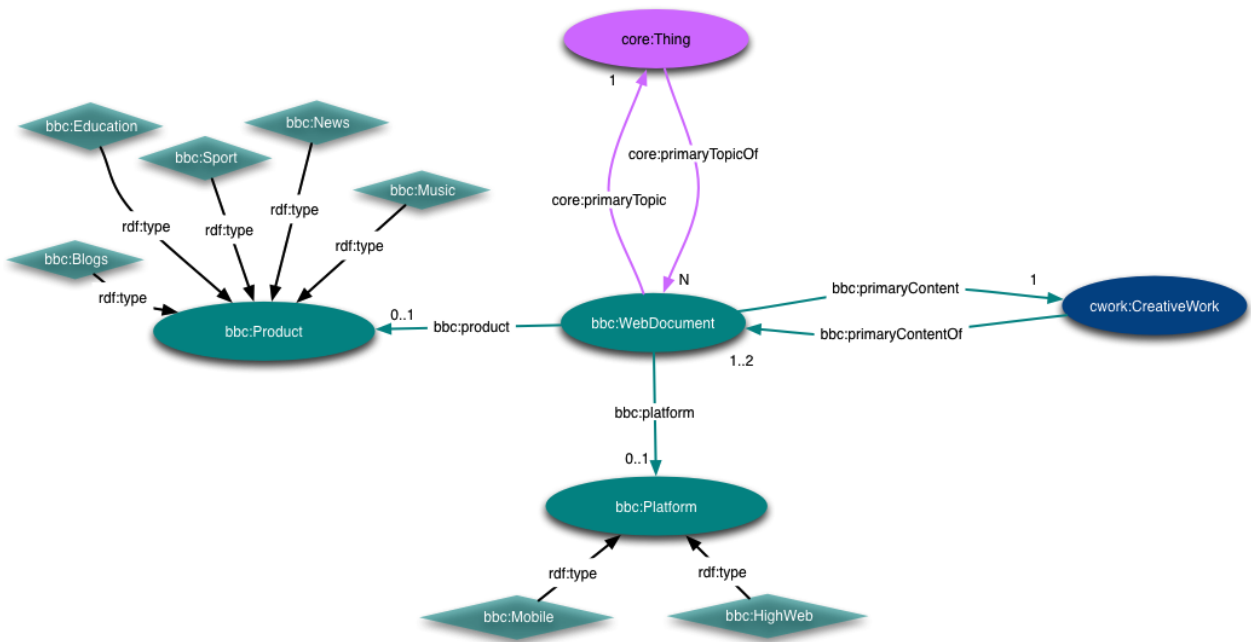 core:Thing
1
bbc:News
bbc:Education
bbc:Sport
core:primaryTopicOf
bbc:Music
core:primaryTopic
rdf:type
rdf:type
rdf:type
rdf:type
bbc:Blogs
rdf:type
N
bbc:primaryContent
1
cwork:CreativeWork
0..1
bbc:product
bbc:WebDocument
bbc:Product
bbc:primaryContentOf
1..2
bbc:platform
0..1
bbc:Platform
rdf:type
rdf:type
bbc:Mobile
bbc:HighWeb